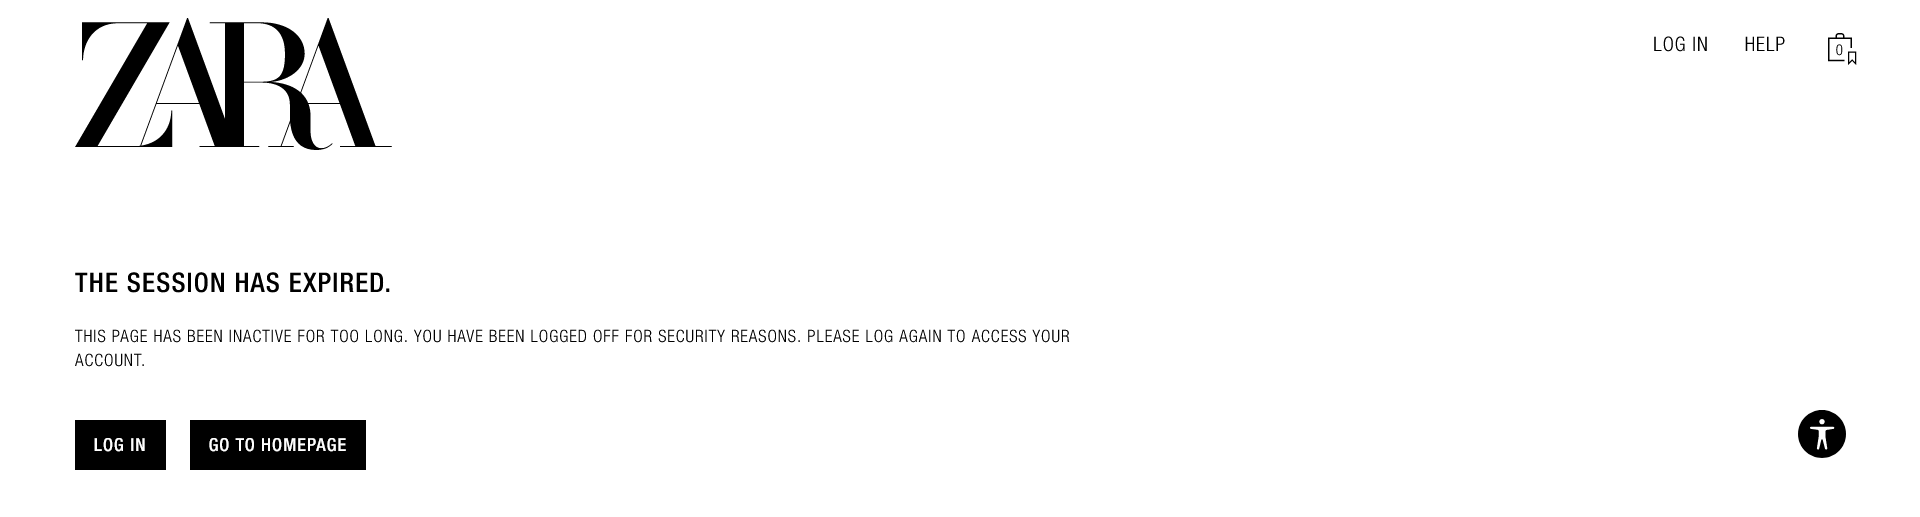 ZARA
LOG IN
HELP
0
THE SESSION HAS EXPIRED.
THIS PAGE HAS BEEN INACTIVE FOR TOO LONG. YOU HAVE BEEN LOGGED OFF FOR SECURITY REASONS. PLEASE LOG AGAIN TO ACCESS YOUR
ACCOUNT.
LOG IN
GO TO HOMEPAGE